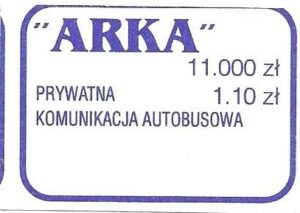 "ARKA"
11.000 zł
PRYWATNA 1.10 zł
KOMUNIKACJA AUTOBUSOWA